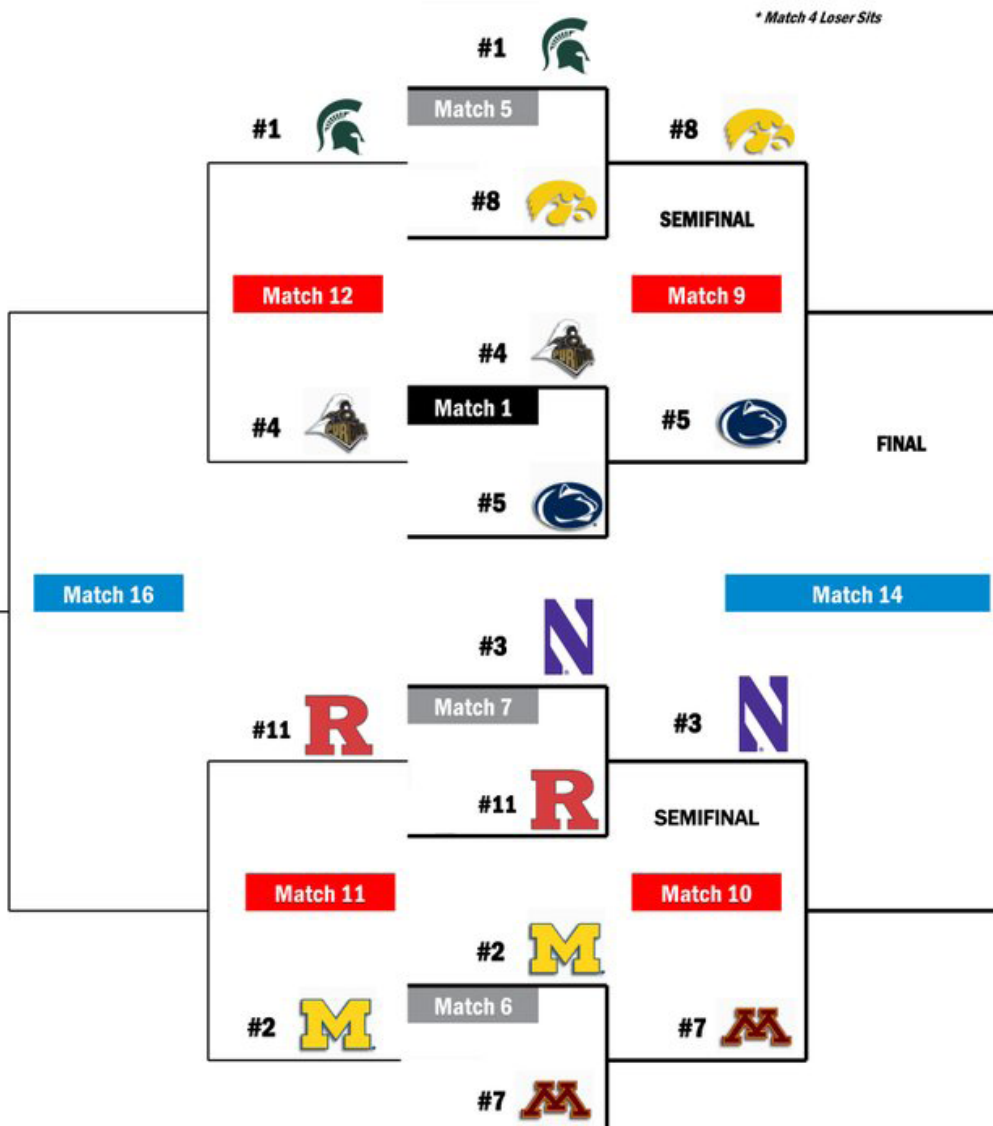 * Match 4 Loser Sits
#1
Match 5
#1
#8
#8
SEMIFINAL
Match 12
Match 9
#4
PURDUE
Match 1
#4
PURDUE
#5
FINAL
#5
Match 16
Match 14
#3
N
Match 7
#11 R
#3
N
#11 R
SEMIFINAL
Match 11
Match 10
#2 M
Match 6
#2 M
#7 M
#7 M